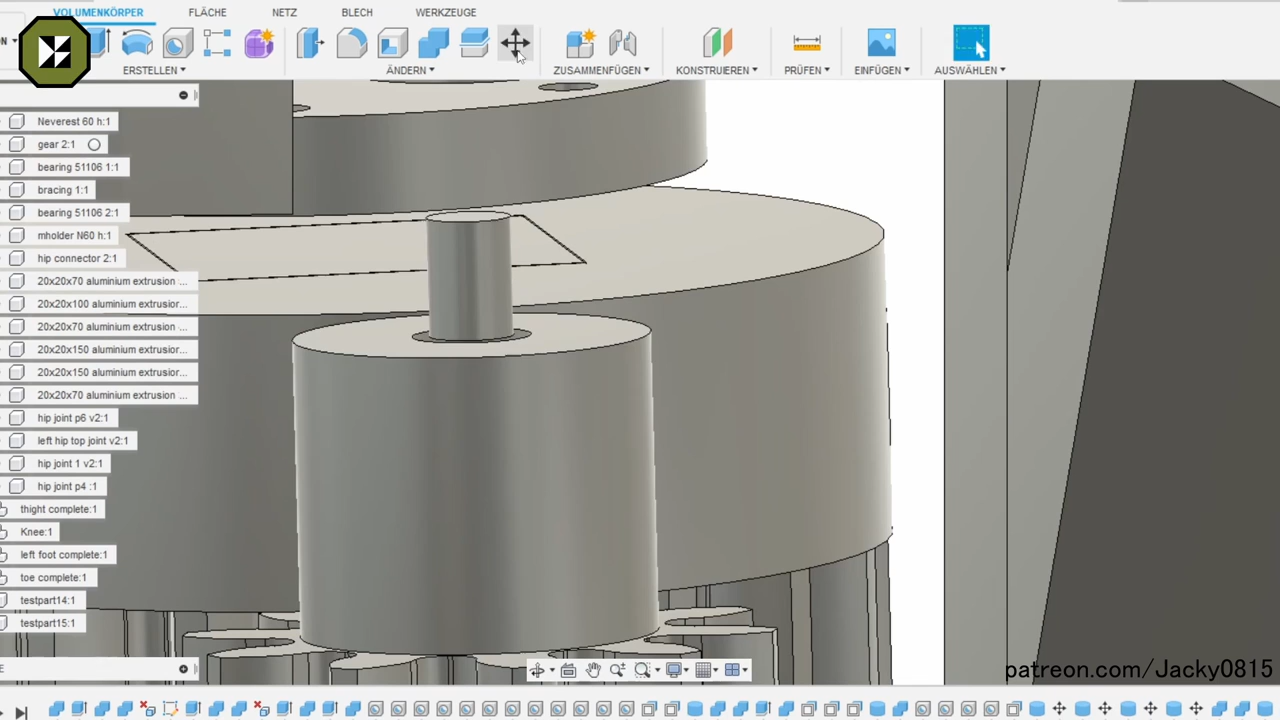 VOLUMENKÖRPER FLÄCHE NETZ BLECH WERKZEUGE
ERSTELLEN ÄNDERN ZUSAMMENFÜGEN KONSTRUIEREN PRÜFEN EINFÜGEN AUSWÄHLEN
Neverest 60 h:1
gear 2:1
bearing 51106 1:1
bracing 1:1
bearing 51106 2:1
mholder N60 h:1
hip connector 2:1
20x20x70 aluminium extrusion ...
20x20x100 aluminium extrusior...
20x20x70 aluminium extrusion ...
20x20x150 aluminium extrusior...
20x20x150 aluminium extrusior...
20x20x70 aluminium extrusion ...
hip joint p6 v2:1
left hip top joint v2:1
hip joint 1 v2:1
hip joint p4 :1
thight complete:1
Knee:1
left foot complete:1
toe complete:1
testpart14:1
testpart15:1
patreon.com/Jacky0815